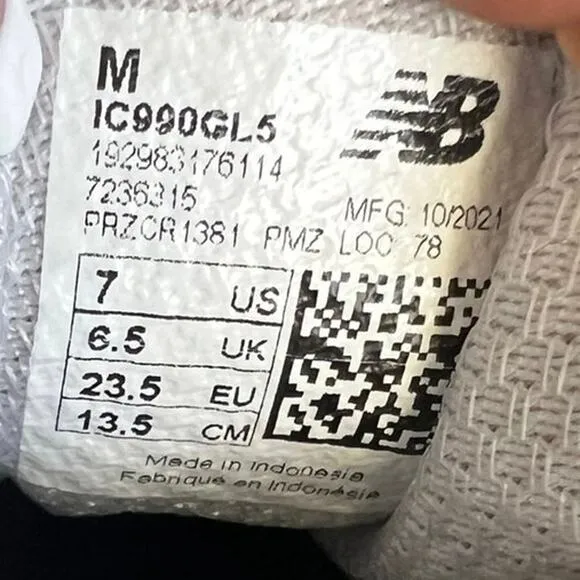 M
NB
IC990GL5
192983176114
7236315
MFG: 10/2021
PRZCR1381 PMZ LOC: 78
7 US
6.5 UK
23.5 EU
13.5 CM
Made in Indonesia
Fabriqué en Indonésie